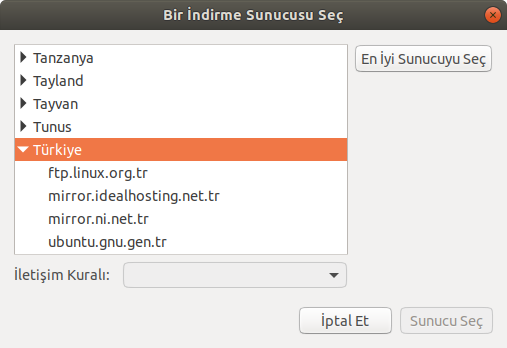 Bir İndirme Sunucusu Seç
Tanzanya
En İyi Sunucuyu Seç
Tayland
Tayvan
Tunus
Türkiye
ftp.linux.org.tr
mirror.idealhosting.net.tr
mirror.ni.net.tr
ubuntu.gnu.gen.tr
İletişim Kuralı:
İptal Et
Sunucu Seç